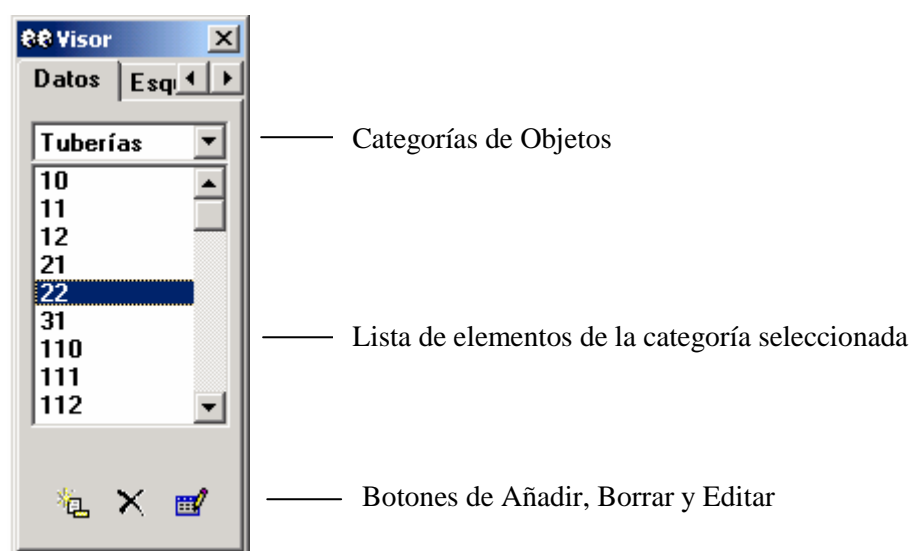 Visor
Datos Esq
Tuberías
Categorías de Objetos
10
11
12
21
22
31
Lista de elementos de la categoría seleccionada
110
111
112
Botones de Añadir, Borrar y Editar